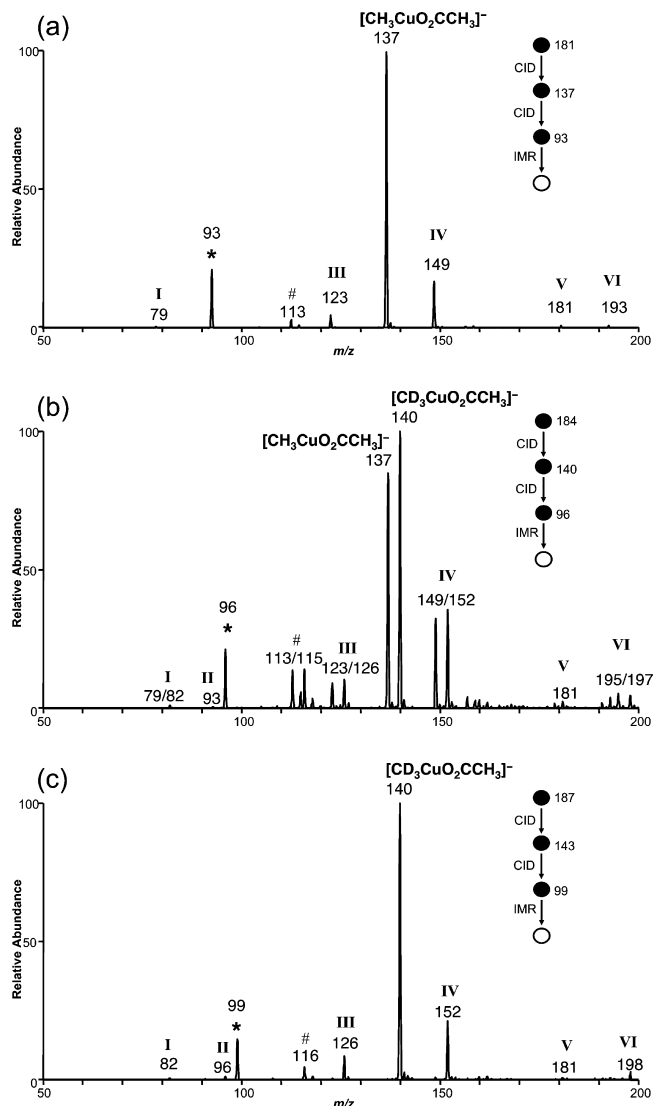 (a)
[CH₃CuO₂CCH₃]⁻
137
100
50
0
Relative Abundance
I
79
93
*
#
113
III
123
IV
149
V
181
VI
193
181
CID
137
CID
93
IMR
50
100
150
200
m/z
(b)
[CD₃CuO₂CCH₃]⁻
140
[CH₃CuO₂CCH₃]⁻
137
100
50
0
Relative Abundance
I
79/82
II
93
96
*
#
113/115
III
123/126
IV
149/152
V
181
VI
195/197
184
CID
140
CID
96
IMR
50
100
150
200
m/z
(c)
[CD₃CuO₂CCH₃]⁻
140
100
50
0
Relative Abundance
I
82
II
96
99
*
#
116
III
126
IV
152
V
181
VI
198
187
CID
143
CID
99
IMR
50
100
150
200
m/z